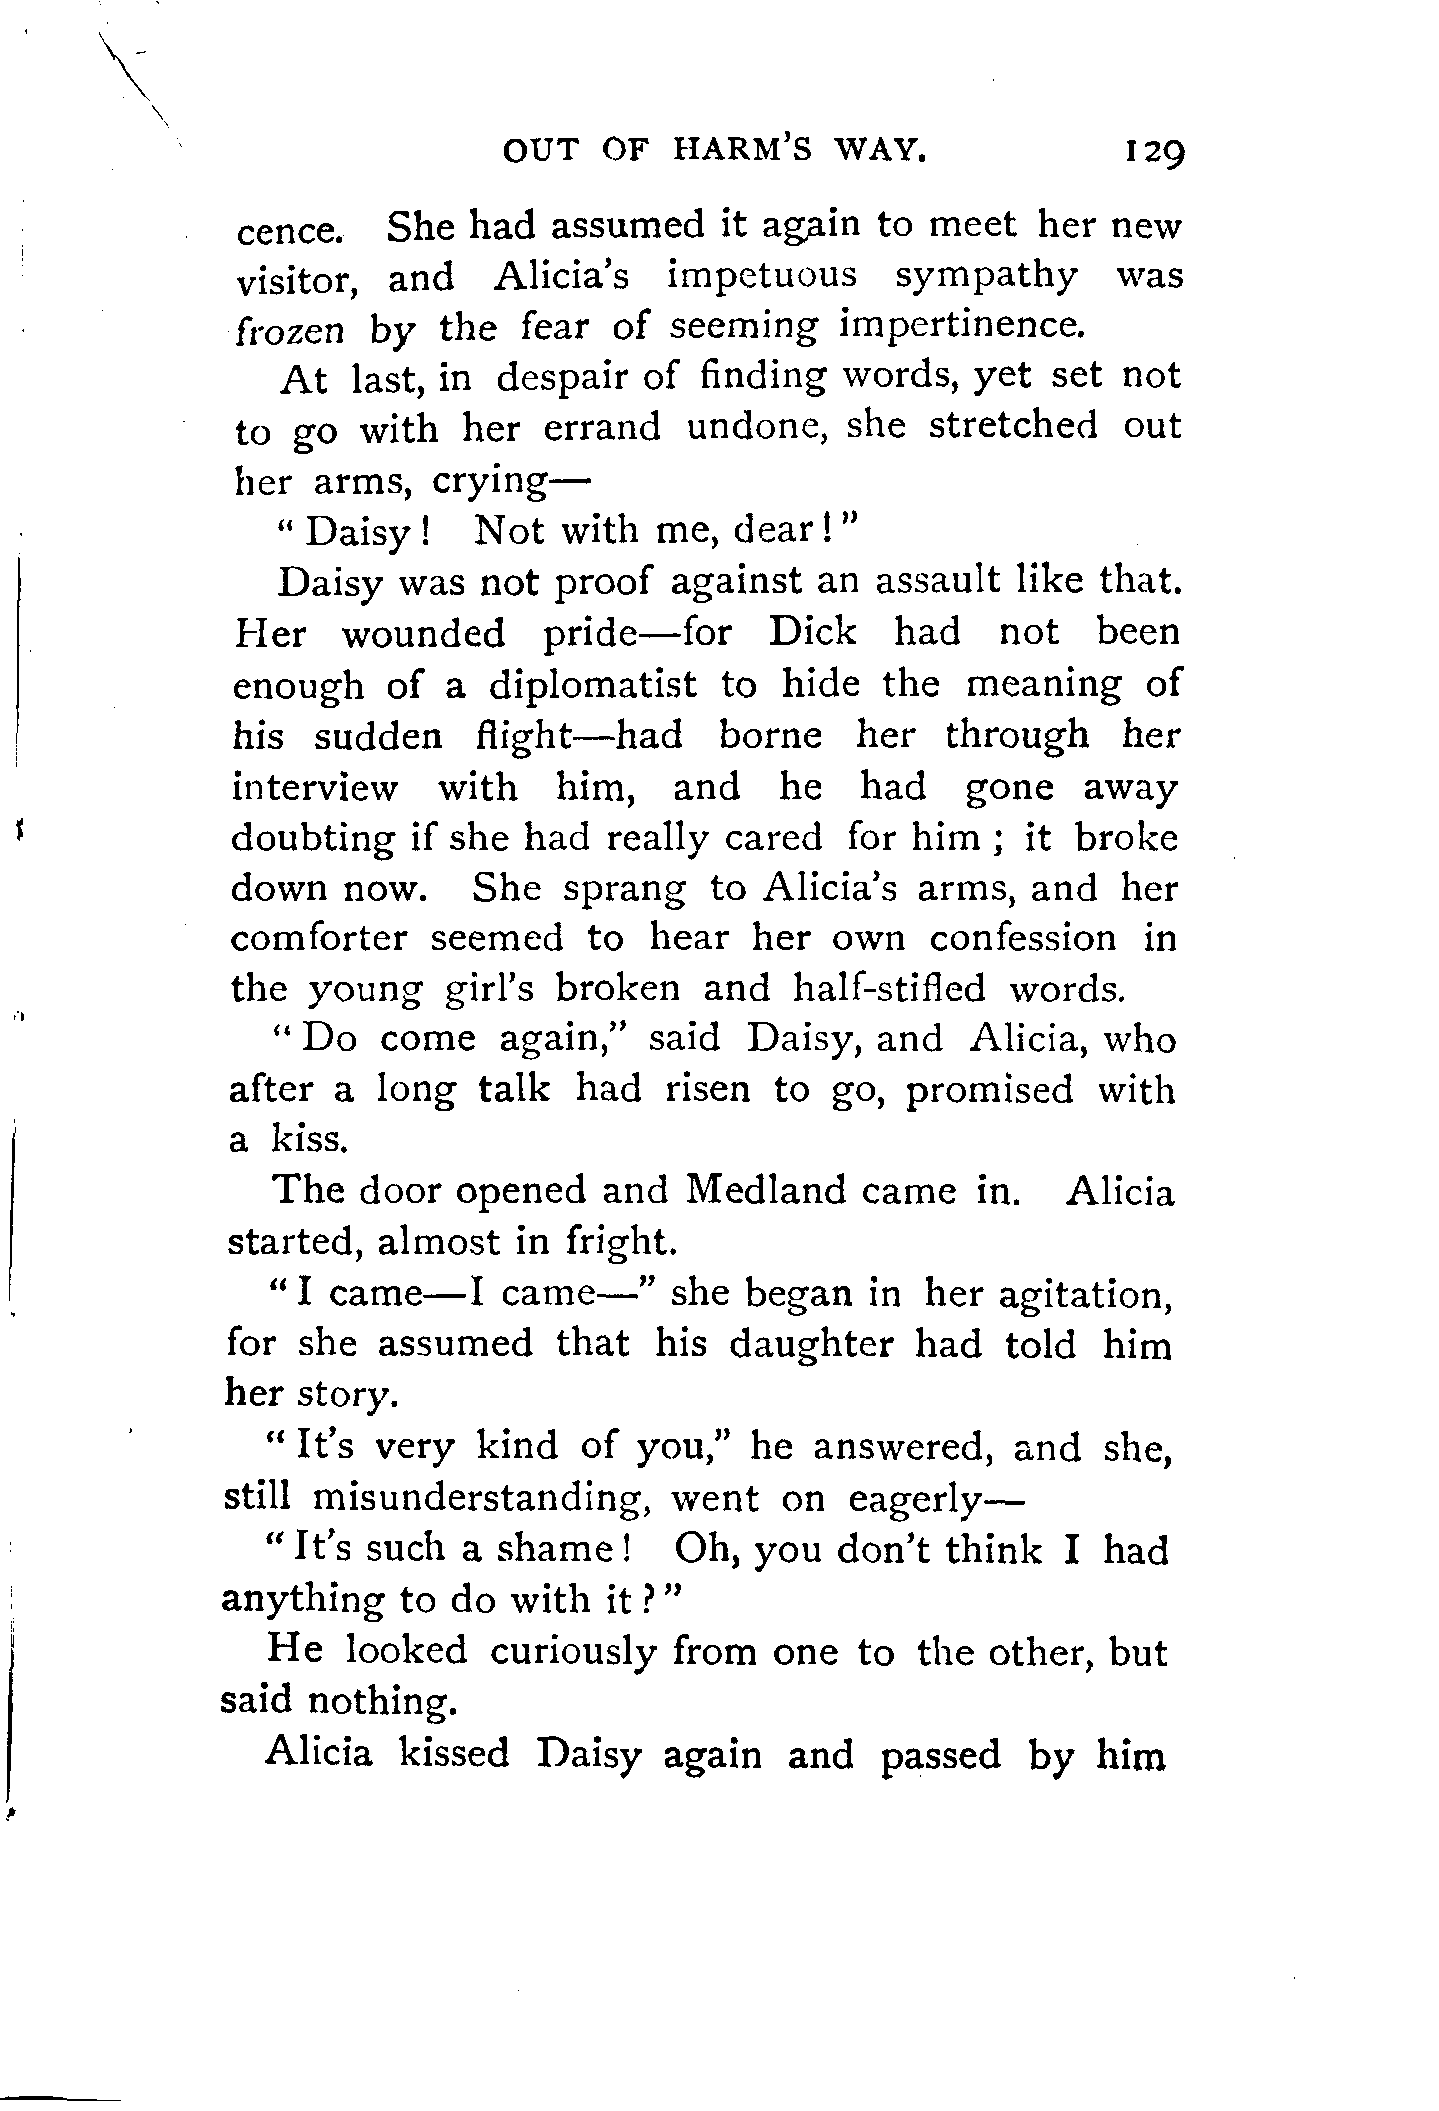 OUT OF HARM'S WAY. 129
cence. She had assumed it again to meet her new
visitor, and Alicia's impetuous sympathy was
frozen by the fear of seeming impertinence.
At last, in despair of finding words, yet set not
to go with her errand undone, she stretched out
her arms, crying—
"Daisy! Not with me, dear!"
Daisy was not proof against an assault like that.
Her wounded pride—for Dick had not been
enough of a diplomatist to hide the meaning of
his sudden flight—had borne her through her
interview with him, and he had gone away
doubting if she had really cared for him; it broke
down now. She sprang to Alicia's arms, and her
comforter seemed to hear her own confession in
the young girl's broken and half-stifled words.
"Do come again," said Daisy, and Alicia, who
after a long talk had risen to go, promised with
a kiss.
The door opened and Medland came in. Alicia
started, almost in fright.
"I came—I came—" she began in her agitation,
for she assumed that his daughter had told him
her story.
"It's very kind of you," he answered, and she,
still misunderstanding, went on eagerly—
"It's such a shame! Oh, you don't think I had
anything to do with it?"
He looked curiously from one to the other, but
said nothing.
Alicia kissed Daisy again and passed by him